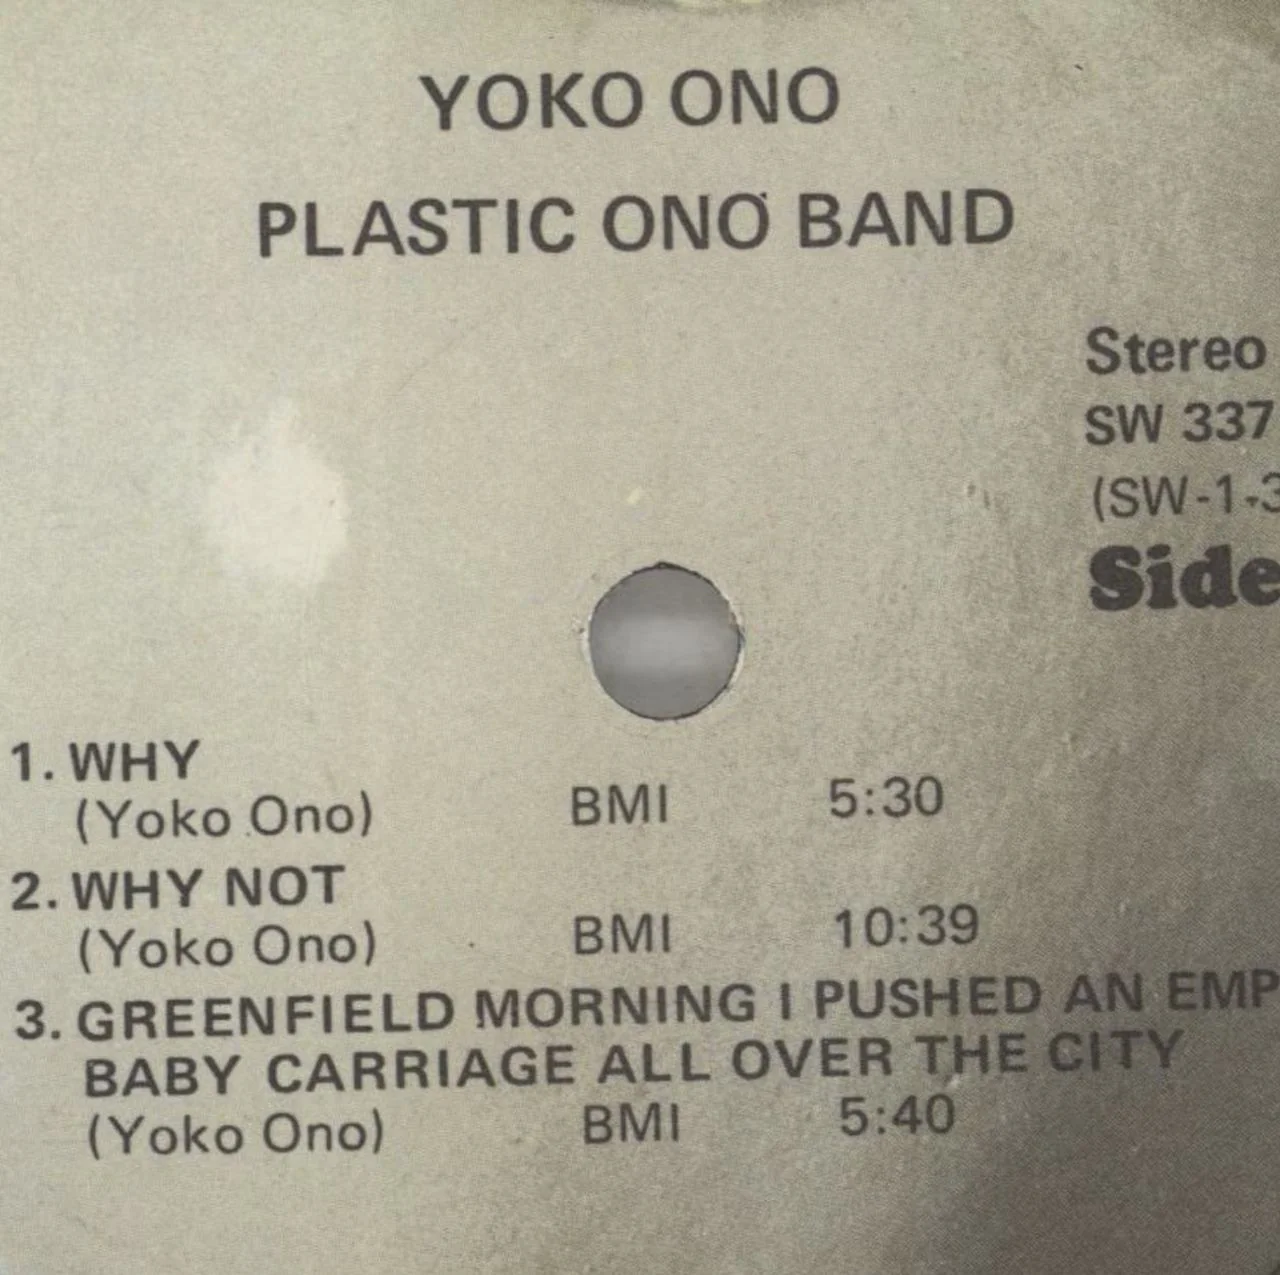 YOKO ONO
PLASTIC ONO BAND
Stereo
SW 337
(SW-1-3
Side
1. WHY
(Yoko Ono) BMI 5:30
2. WHY NOT
(Yoko Ono) BMI 10:39
3. GREENFIELD MORNING I PUSHED AN EMP
BABY CARRIAGE ALL OVER THE CITY
(Yoko Ono) BMI 5:40